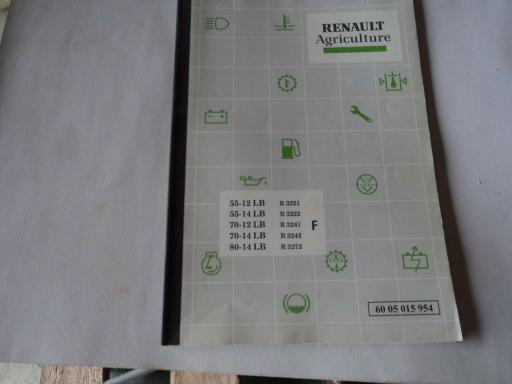 RENAULT
Agriculture
55-12 LB R 3221
55-14 LB R 3222
70-12 LB R 3241
70-14 LB R 3242
80-14 LB R 3272
F
60 05 015 954